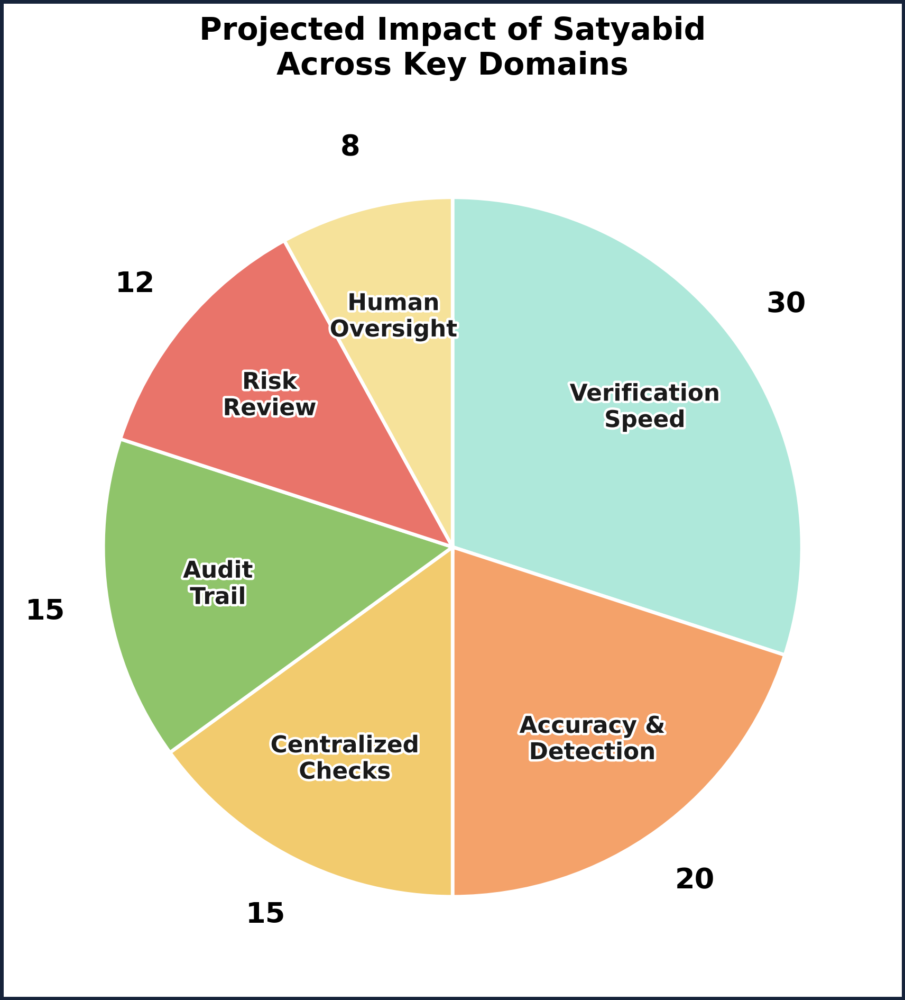 Projected Impact of Satyabid
Across Key Domains
8
12
30
Human
Oversight
Risk
Review
Verification
Speed
Audit
Trail
15
Accuracy &
Detection
Centralized
Checks
20
15